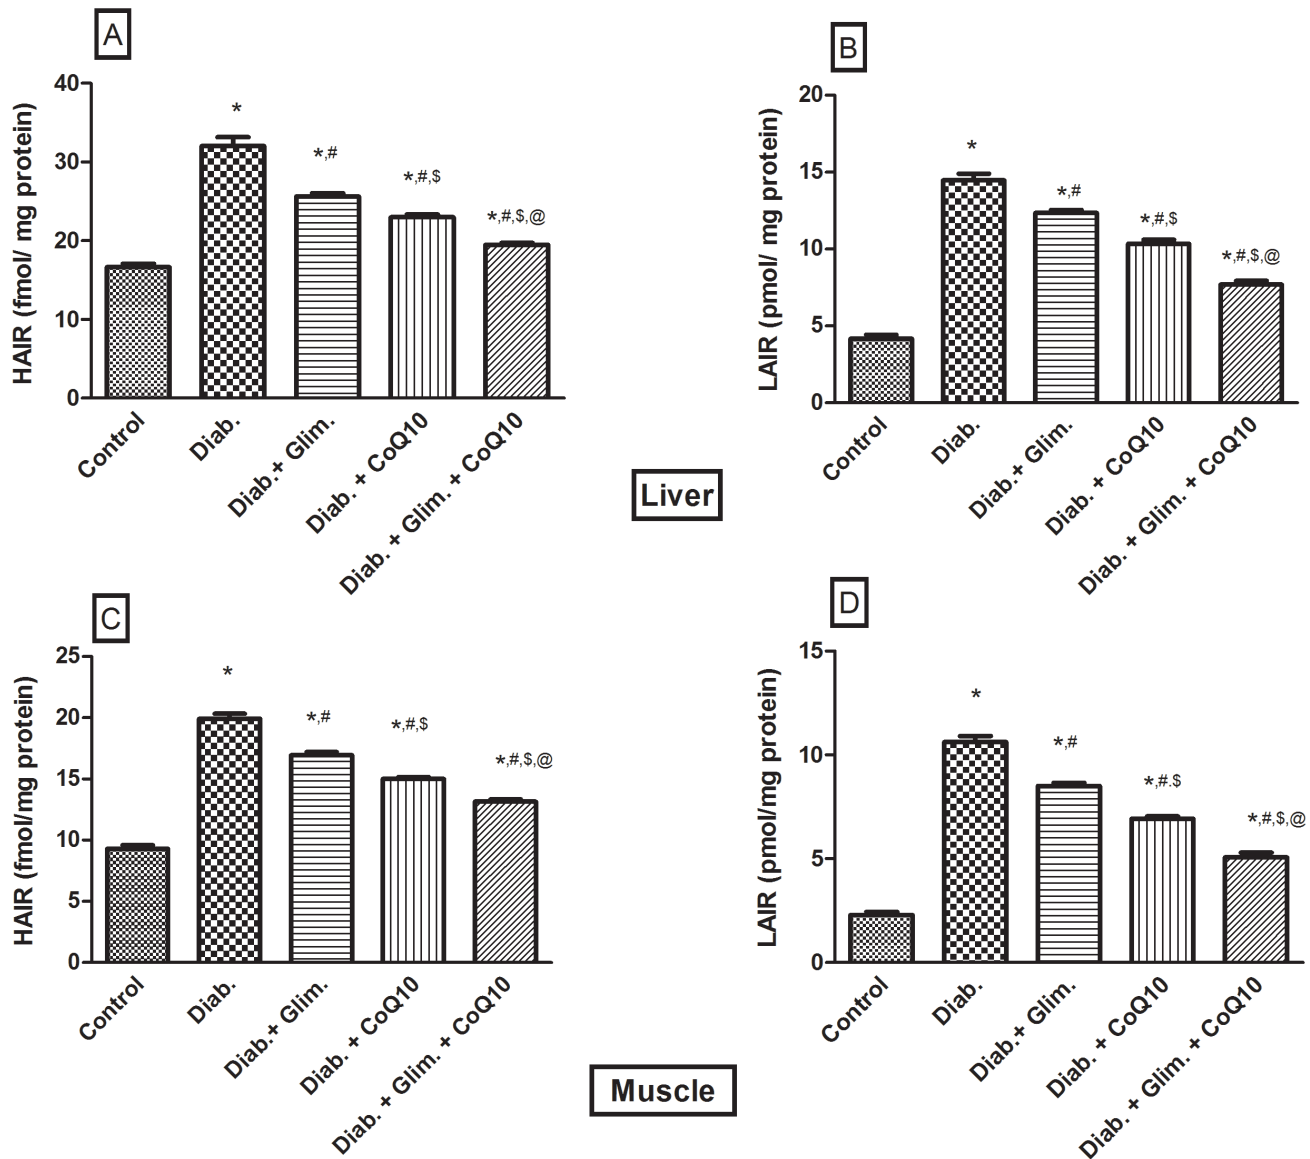 A
HAIR (fmol/ mg protein)
40
30
20
10
0
*
*,#
*,#,$
*,#,$,@
Control
Diab.
Diab.+ Glim.
Diab. + CoQ10
Diab. + Glim. + CoQ10
B
LAIR (pmol/ mg protein)
20
15
10
5
0
*
*,#
*,#,$
*,#,$,@
Control
Diab.
Diab.+ Glim.
Diab. + CoQ10
Diab. + Glim. + CoQ10
Liver
C
HAIR (fmol/mg protein)
25
20
15
10
5
0
*
*,#
*,#,$
*,#,$,@
Control
Diab.
Diab.+ Glim.
Diab. + CoQ10
Diab. + Glim. + CoQ10
D
LAIR (pmol/mg protein)
15
10
5
0
*
*,#
*,#.$
*,#,$,@
Control
Diab.
Diab.+ Glim.
Diab. + CoQ10
Diab. + Glim. + CoQ10
Muscle